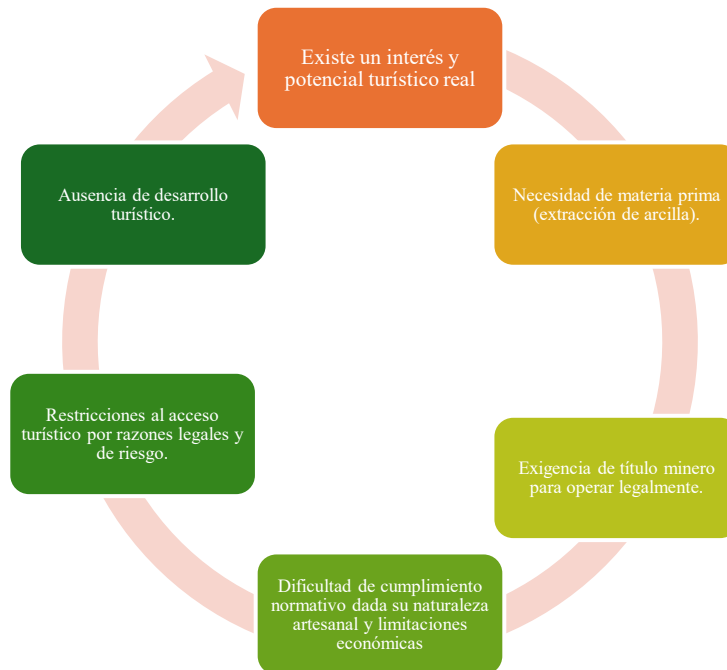 Existe un interés y
potencial turístico real
Necesidad de materia prima
(extracción de arcilla).
Exigencia de título minero
para operar legalmente.
Dificultad de cumplimiento
normativo dada su naturaleza
artesanal y limitaciones
económicas
Restricciones al acceso
turístico por razones legales y
de riesgo.
Ausencia de desarrollo
turístico.